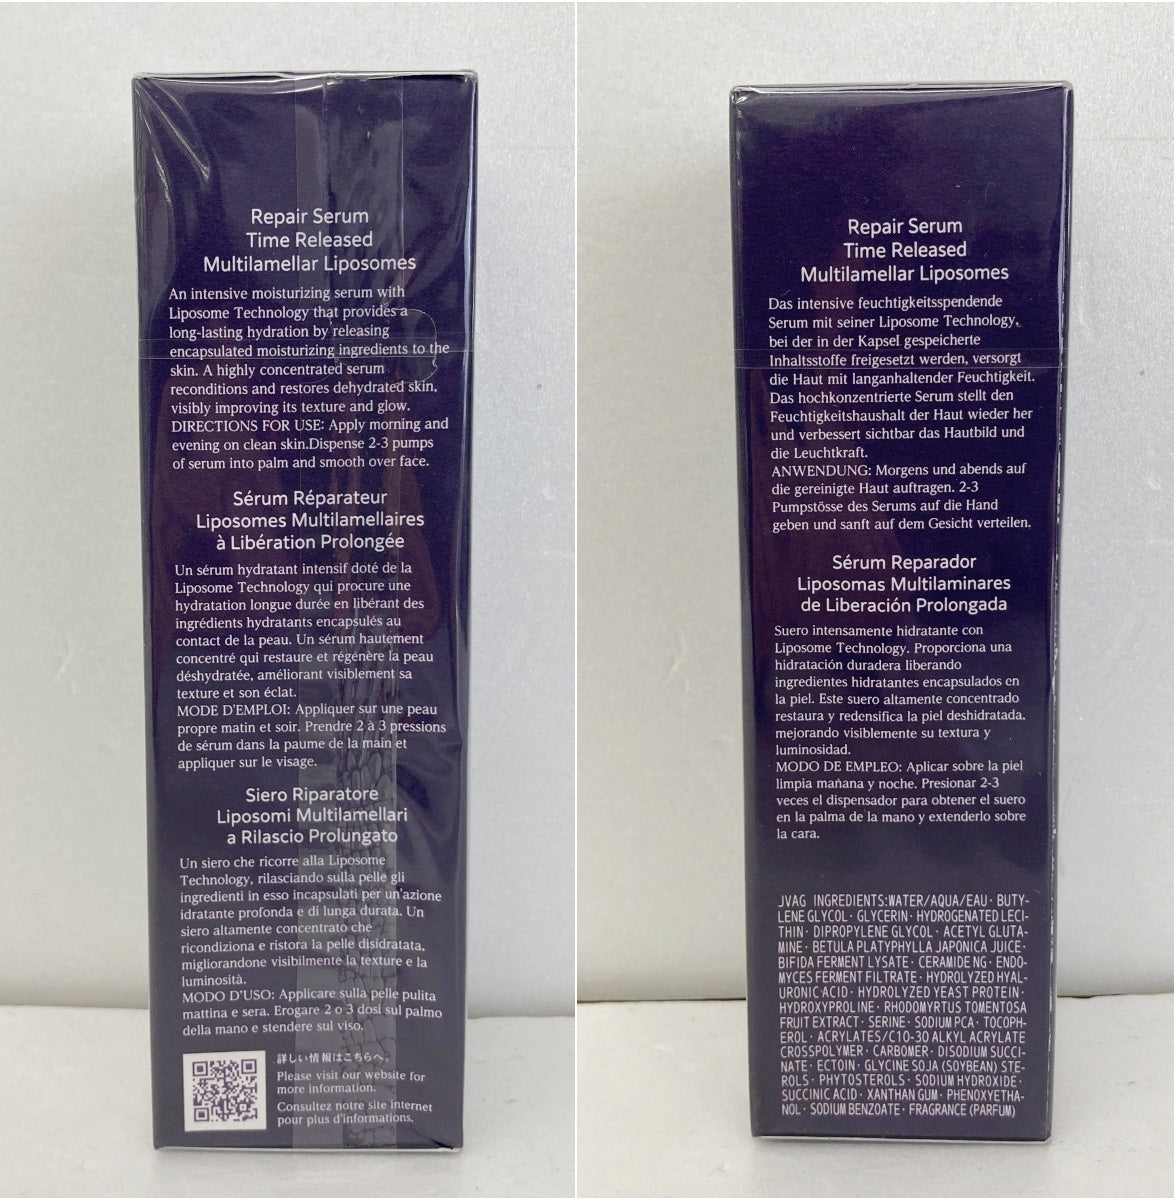 Repair Serum
Time Released
Multilamellar Liposomes
An intensive moisturizing serum with
Liposome Technology that provides a
long-lasting hydration by releasing
encapsulated moisturizing ingredients to the
skin. A highly concentrated serum
reconditions and restores dehydrated skin,
visibly improving its texture and glow.
DIRECTIONS FOR USE: Apply morning and
evening on clean skin.Dispense 2-3 pumps
of serum into palm and smooth over face.
Sérum Réparateur
Liposomes Multilamellaires
à Libération Prolongée
Un sérum hydratant intensif doté de la
Liposome Technology qui procure une
hydratation longue durée en libérant des
ingrédients hydratants encapsulés au
contact de la peau. Un sérum hautement
concentré qui restaure et régénère la peau
déshydratée, améliorant visiblement sa
texture et son éclat.
MODE D'EMPLOI: Appliquer sur une peau
propre matin et soir. Prendre 2 à 3 pressions
de sérum dans la paume de la main et
appliquer sur le visage.
Siero Riparatore
Liposomi Multilamellari
a Rilascio Prolungato
Un siero che ricorre alla Liposome
Technology, rilasciando sulla pelle gli
ingredienti in esso incapsulati per un'azione
idratante profonda e di lunga durata. Un
siero altamente concentrato che
ricondiziona e ristora la pelle disidratata,
migliorandone visibilmente la texture e la
luminosità.
MODO D'USO: Applicare sulla pelle pulita
mattina e sera. Erogare 2 o 3 dosi sul palmo
della mano e stendere sul viso.
詳しい情報はこちらへ。
Please visit our website for
more information.
Consultez notre site internet
pour plus d'informations.
Repair Serum
Time Released
Multilamellar Liposomes
Das intensive feuchtigkeitsspendende
Serum mit seiner Liposome Technology,
bei der in der Kapsel gespeicherte
Inhaltsstoffe freigesetzt werden, versorgt
die Haut mit langanhaltender Feuchtigkeit.
Das hochkonzentrierte Serum stellt den
Feuchtigkeitshaushalt der Haut wieder her
und verbessert sichtbar das Hautbild und
die Leuchtkraft.
ANWENDUNG: Morgens und abends auf
die gereinigte Haut auftragen. 2-3
Pumpstösse des Serums auf die Hand
geben und sanft auf dem Gesicht verteilen.
Sérum Reparador
Liposomas Multilaminares
de Liberación Prolongada
Suero intensamente hidratante con
Liposome Technology. Proporciona una
hidratación duradera liberando
ingredientes hidratantes encapsulados en
la piel. Este suero altamente concentrado
restaura y redensifica la piel deshidratada,
mejorando visiblemente su textura y
luminosidad.
MODO DE EMPLEO: Aplicar sobre la piel
limpia mañana y noche. Presionar 2-3
veces el dispensador para obtener el suero
en la palma de la mano y extenderlo sobre
la cara.
JVAG INGREDIENTS:WATER/AQUA/EAU· BUTY-
LENE GLYCOL· GLYCERIN· HYDROGENATED LECI-
THIN· DIPROPYLENE GLYCOL· ACETYL GLUTA-
MINE· BETULA PLATYPHYLLA JAPONICA JUICE·
BIFIDA FERMENT LYSATE· CERAMIDE NG· ENDO-
MYCES FERMENT FILTRATE· HYDROLYZED HYAL-
URONIC ACID· HYDROLYZED YEAST PROTEIN·
HYDROXYPROLINE· RHODOMYRTUS TOMENTOSA
FRUIT EXTRACT· SERINE· SODIUM PCA· TOCOPH-
EROL· ACRYLATES/C10-30 ALKYL ACRYLATE
CROSSPOLYMER· CARBOMER· DISODIUM SUCCI-
NATE· ECTOIN· GLYCINE SOJA (SOYBEAN) STE-
ROLS· PHYTOSTEROLS· SODIUM HYDROXIDE·
SUCCINIC ACID· XANTHAN GUM· PHENOXYETHA-
NOL· SODIUM BENZOATE· FRAGRANCE (PARFUM)